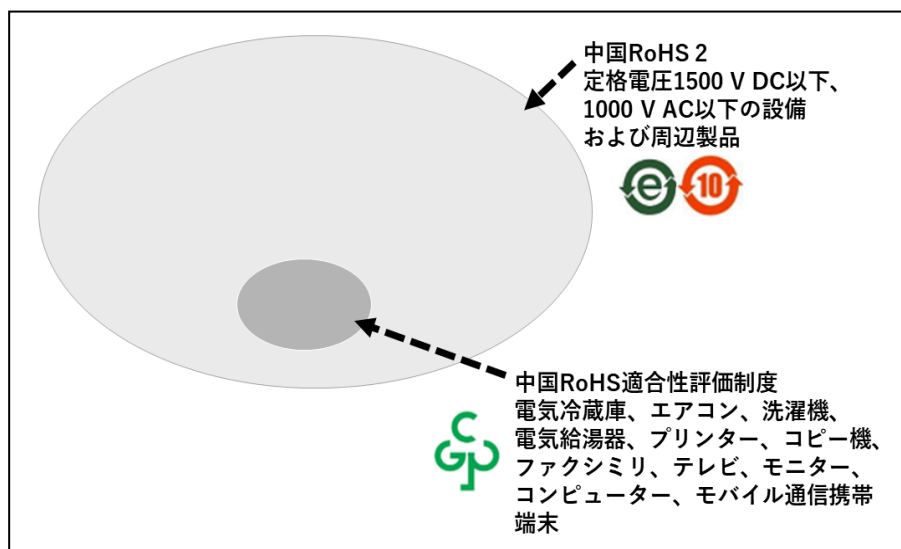 中国RoHS 2
定格電圧1500 V DC以下、
1000 V AC以下の設備
および周辺製品
e 10
中国RoHS適合性評価制度
電気冷蔵庫、エアコン、洗濯機、
電気給湯器、プリンター、コピー機、
ファクシミリ、テレビ、モニター、
コンピューター、モバイル通信携帯
端末
CGP